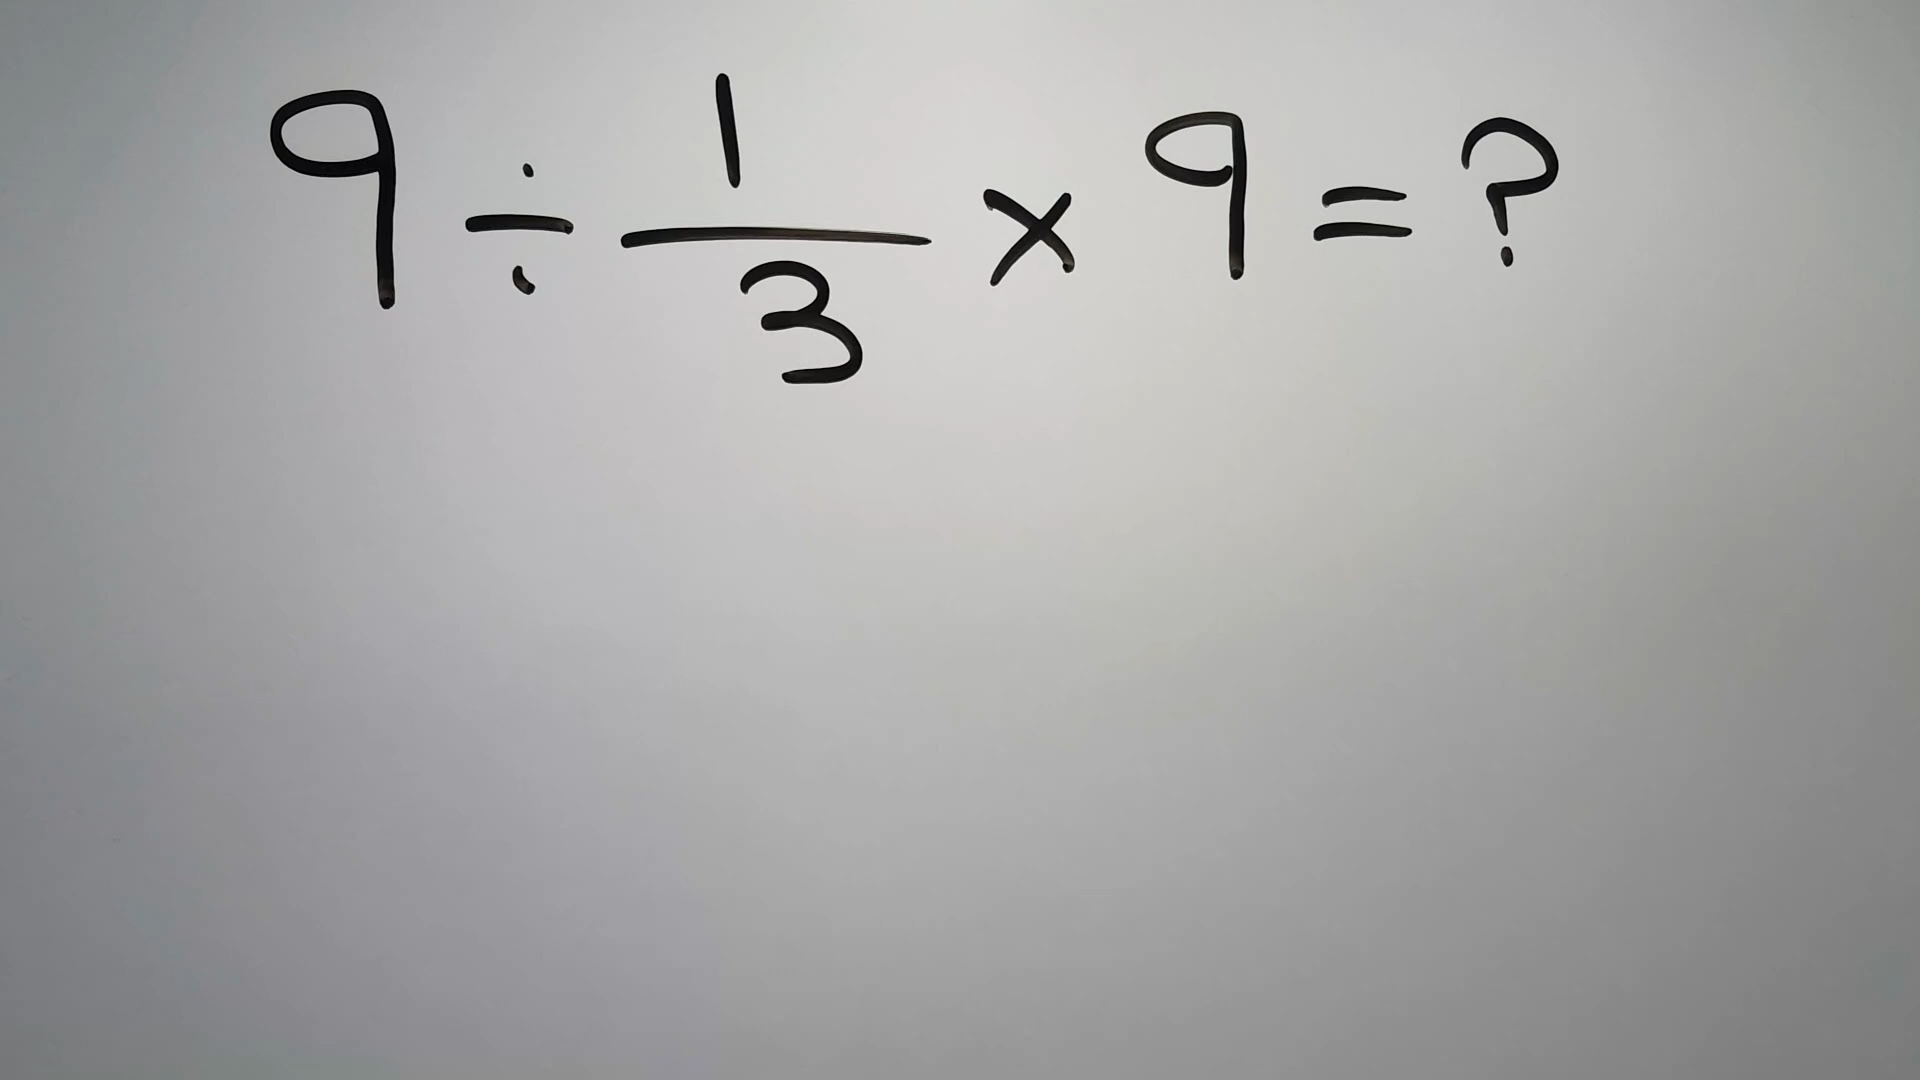 9 ÷ 1/3 × 9 = ?